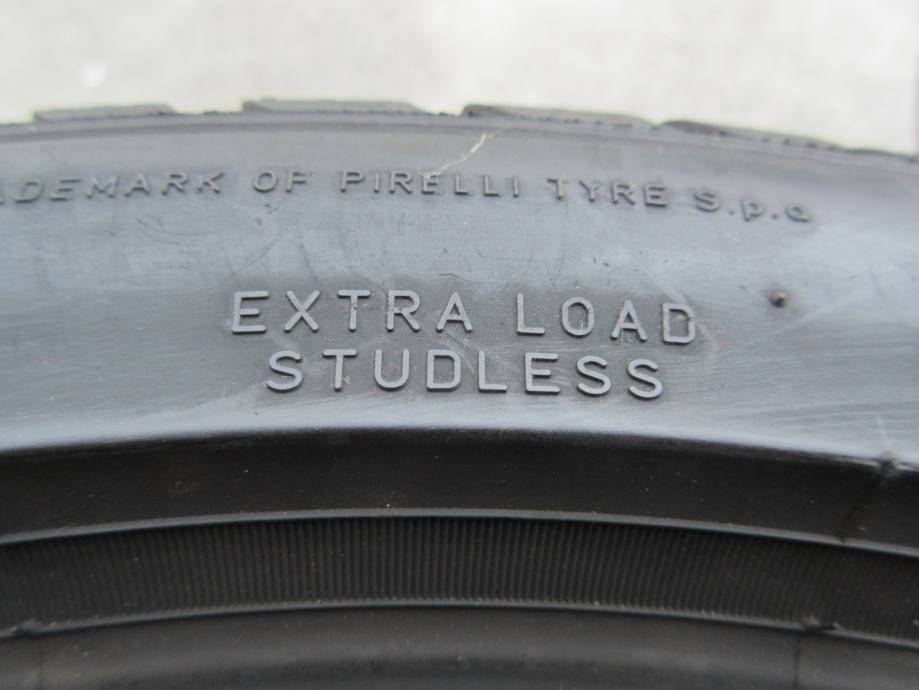 ADEMARK OF PIRELLI TYRE S.p.a
EXTRA LOAD
STUDLESS